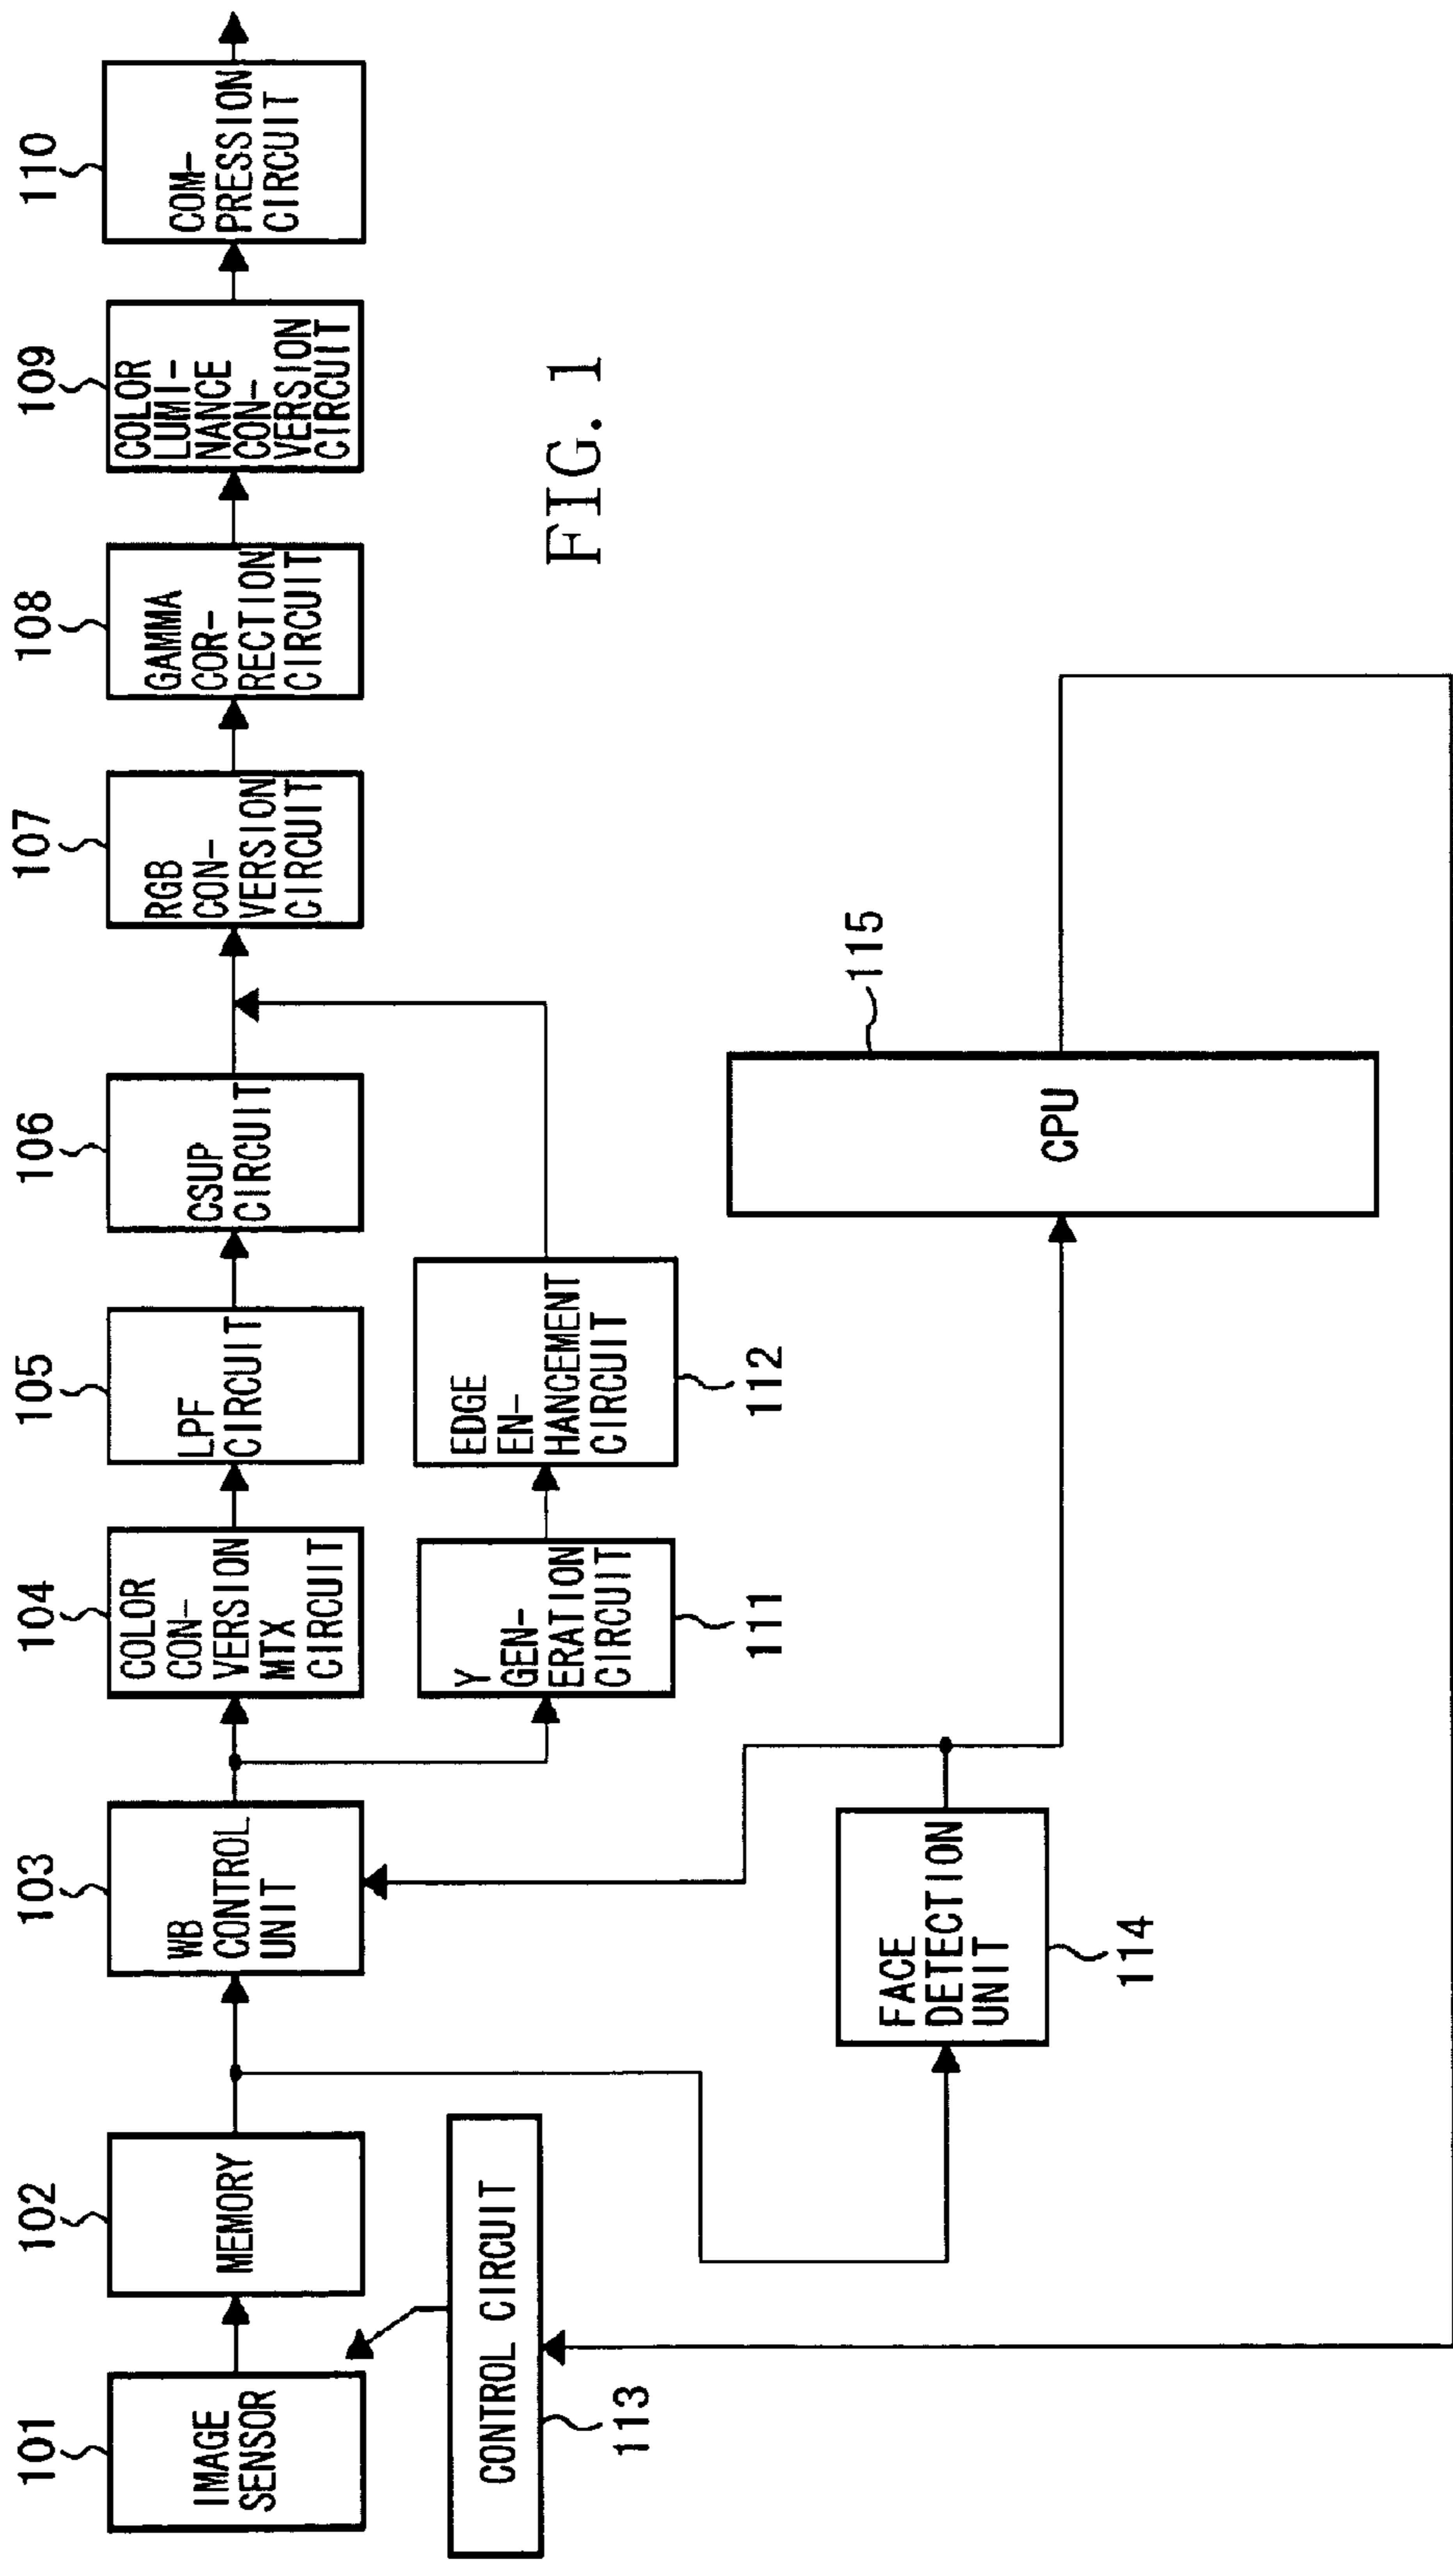 101
IMAGE
SENSOR
102
MEMORY
103
WB
CONTROL
UNIT
104
COLOR
CON-
VERSION
MTX
CIRCUIT
105
LPF
CIRCUIT
106
CSUP
CIRCUIT
107
RGB
CON-
VERSION
CIRCUIT
108
GAMMA
COR-
RECTION
CIRCUIT
109
COLOR
LUMI-
NANCE
CON-
VERSION
CIRCUIT
110
COM-
PRESSION
CIRCUIT
Y
GEN-
ERATION
CIRCUIT
111
EDGE
EN-
HANCEMENT
CIRCUIT
112
CONTROL CIRCUIT
113
FACE
DETECTION
UNIT
114
115
CPU
FIG. 1